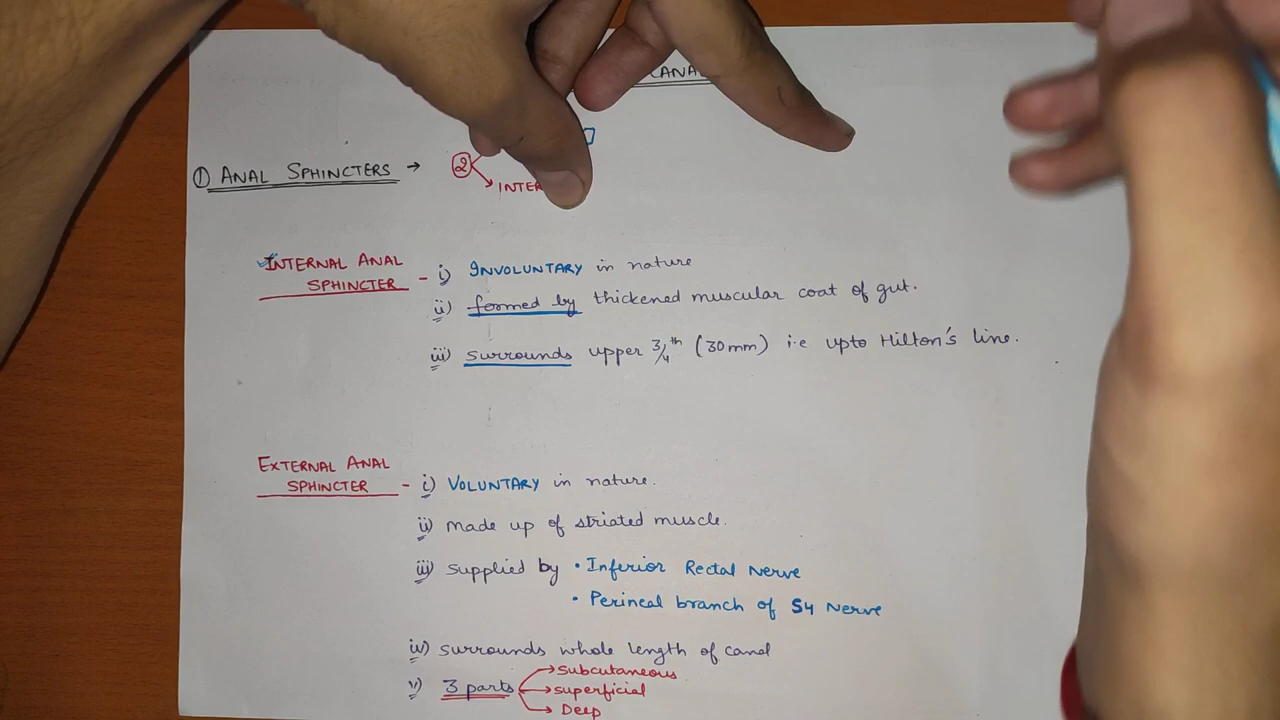 CANAL
① ANAL SPHINCTERS →
②
INTER
INTERNAL ANAL
SPHINCTER - i) INVOLUNTARY in nature
ii) formed by thickened muscular coat of gut.
iii) surrounds upper 3/4th (30mm) i.e upto Hilton's line.
EXTERNAL ANAL
SPHINCTER - i) VOLUNTARY in nature.
ii) made up of striated muscle.
iii) supplied by • Inferior Rectal Nerve
• Perineal branch of S4 Nerve
iv) surrounds whole length of canal
v) 3 parts → Subcutaneous
→ superficial
→ Deep